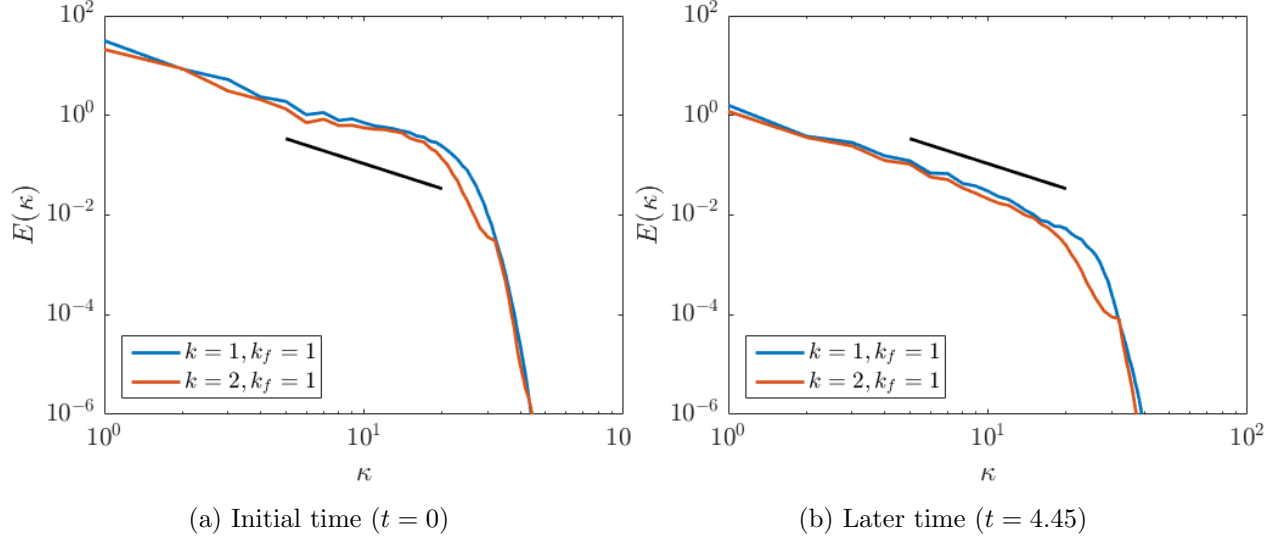 10^2
10^0
10^{-2}
10^{-4}
10^{-6}
E(κ)
k = 1, k_f = 1
k = 2, k_f = 1
10^0
10^1
10
κ
(a) Initial time (t = 0)
10^2
10^0
10^{-2}
10^{-4}
10^{-6}
E(κ)
k = 1, k_f = 1
k = 2, k_f = 1
10^0
10^1
10^2
κ
(b) Later time (t = 4.45)